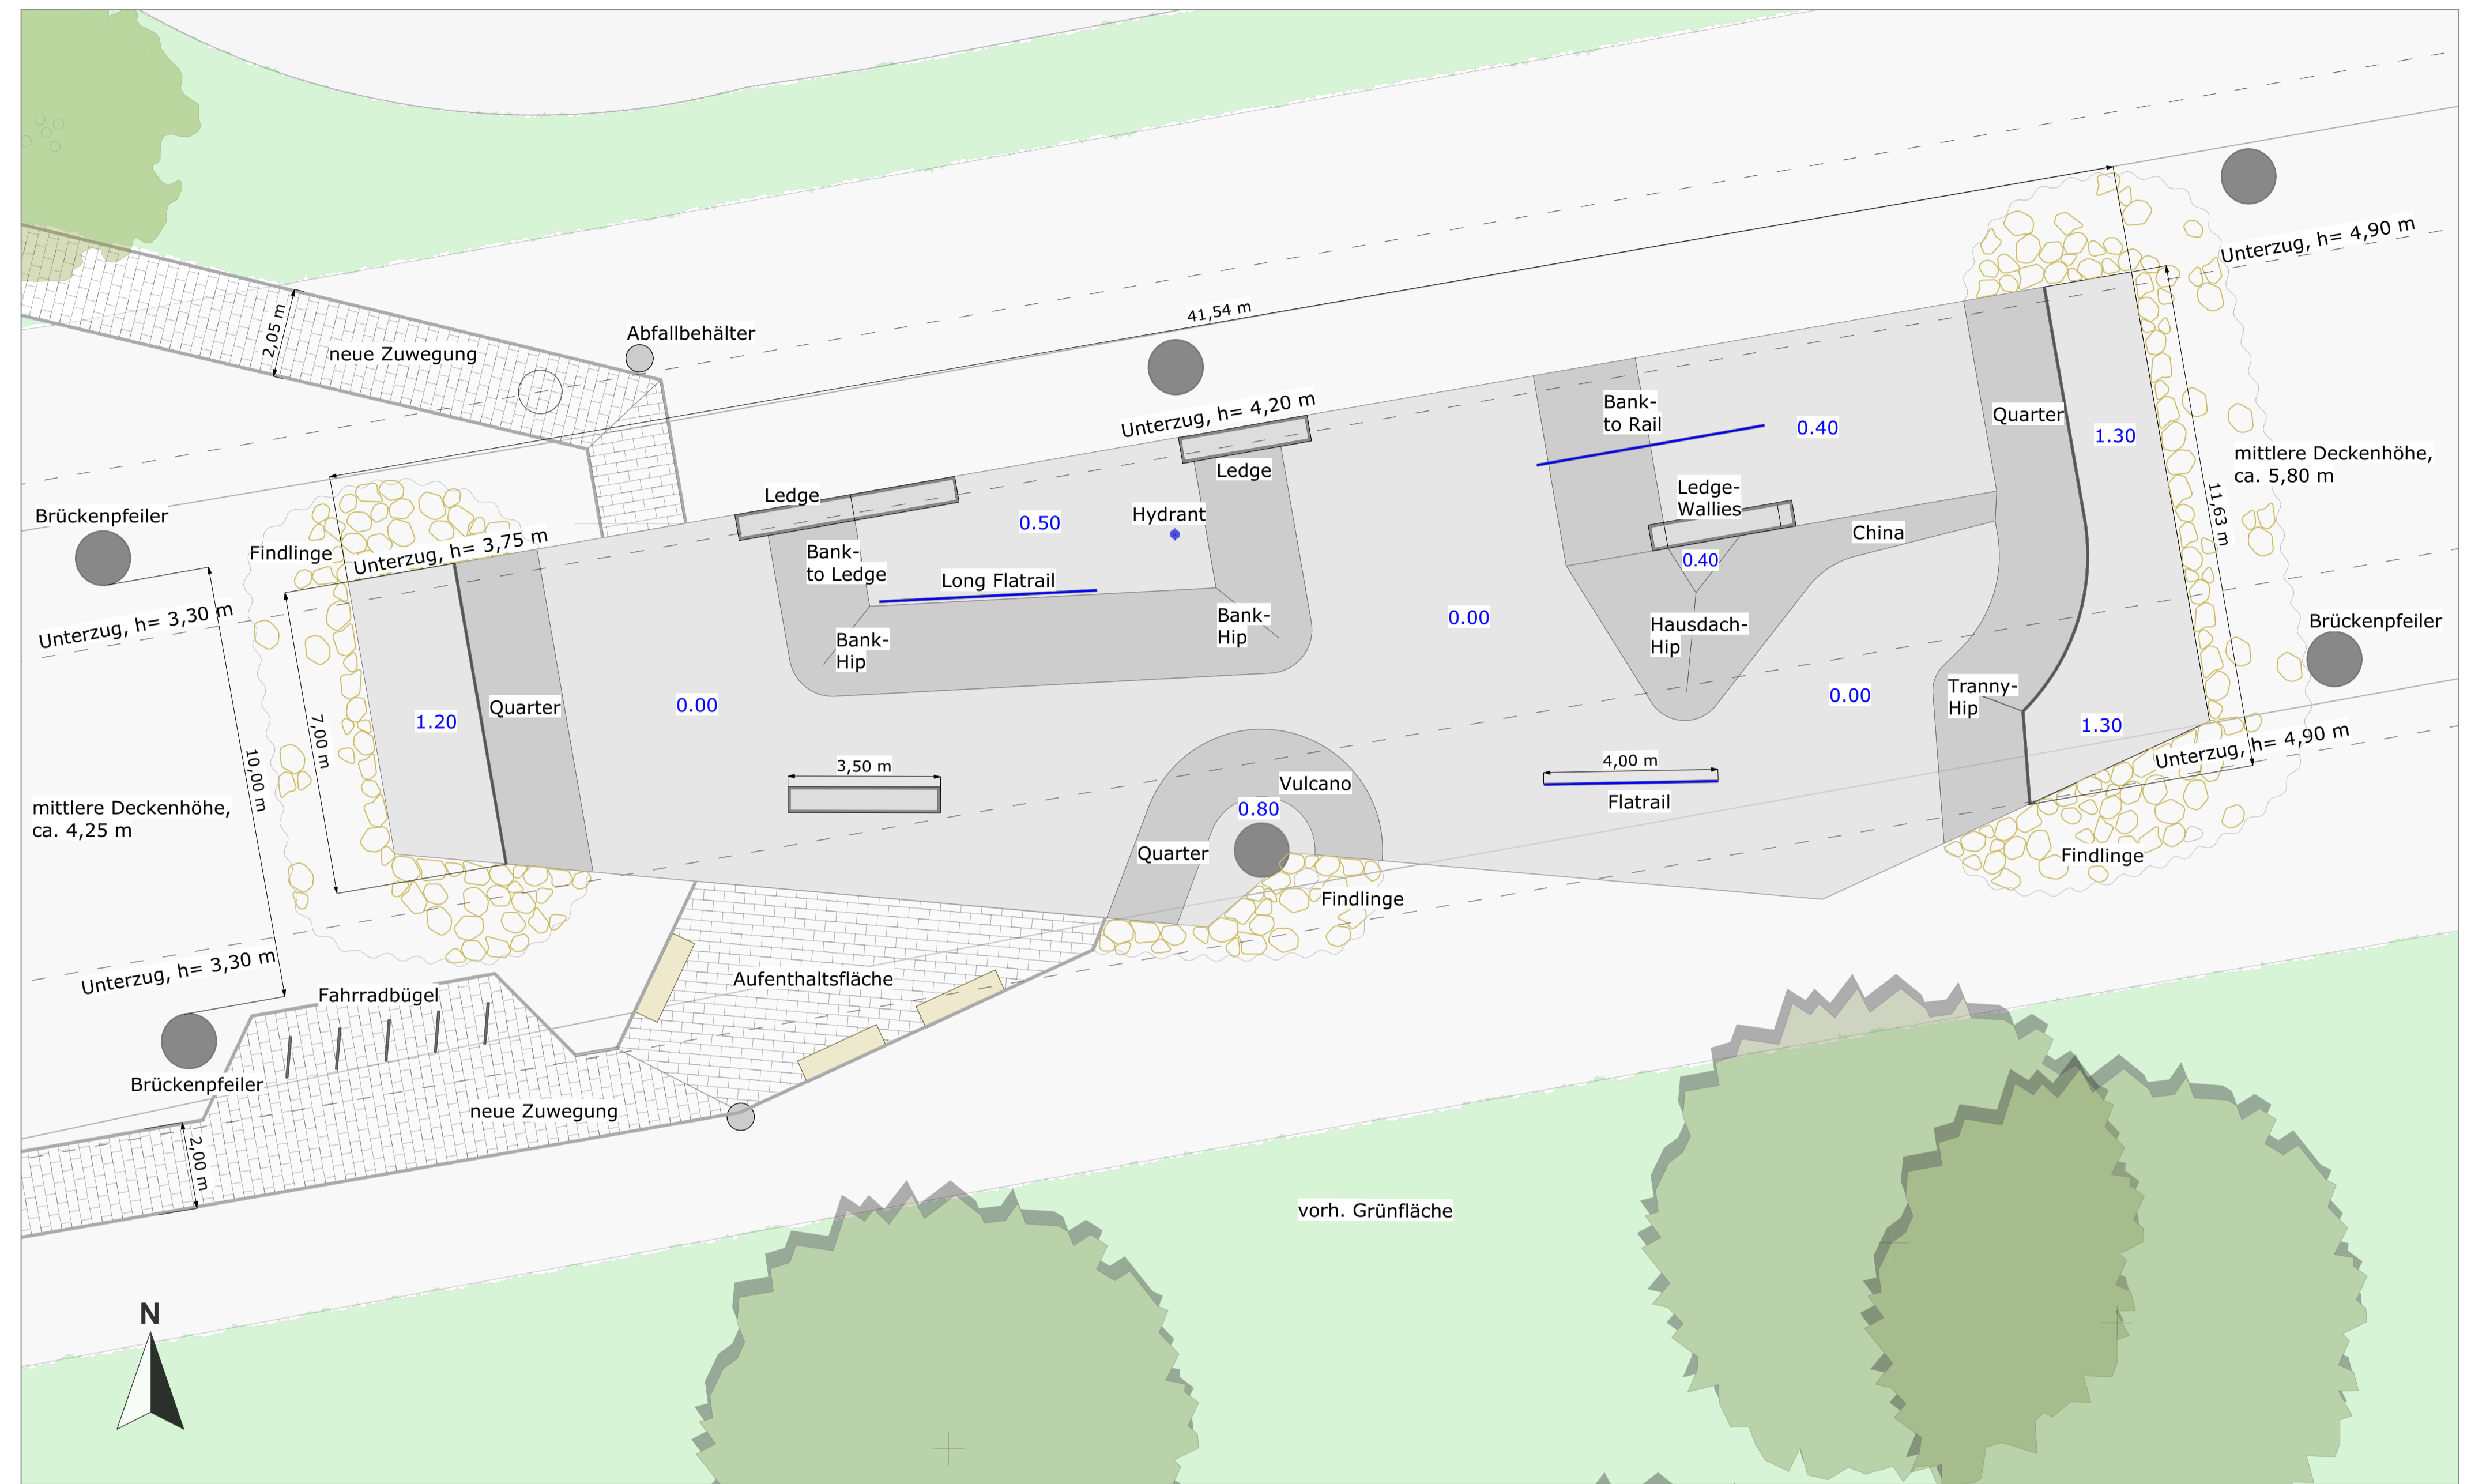 Unterzug, h= 4,90 m
2,05 m
neue Zuwegung
Abfallbehälter
41,54 m
Unterzug, h= 4,20 m
Bank-
to Rail
0.40
Quarter
1.30
mittlere Deckenhöhe,
ca. 5,80 m
11,63 m
Brückenpfeiler
Findlinge
Unterzug, h= 3,75 m
Ledge
Ledge
0.50
Hydrant
Ledge-
Wallies
0.40
China
Bank-
to Ledge
Long Flatrail
Unterzug, h= 3,30 m
Bank-
Hip
Bank-
Hip
0.00
Hausdach-
Hip
Brückenpfeiler
7,00 m
10,00 m
1.20
Quarter
0.00
0.00
Tranny-
Hip
1.30
Unterzug, h= 4,90 m
mittlere Deckenhöhe,
ca. 4,25 m
3,50 m
Vulcano
0.80
Quarter
4,00 m
Flatrail
Findlinge
Findlinge
Unterzug, h= 3,30 m
Fahrradbügel
Aufenthaltsfläche
Brückenpfeiler
neue Zuwegung
2,00 m
vorh. Grünfläche
N